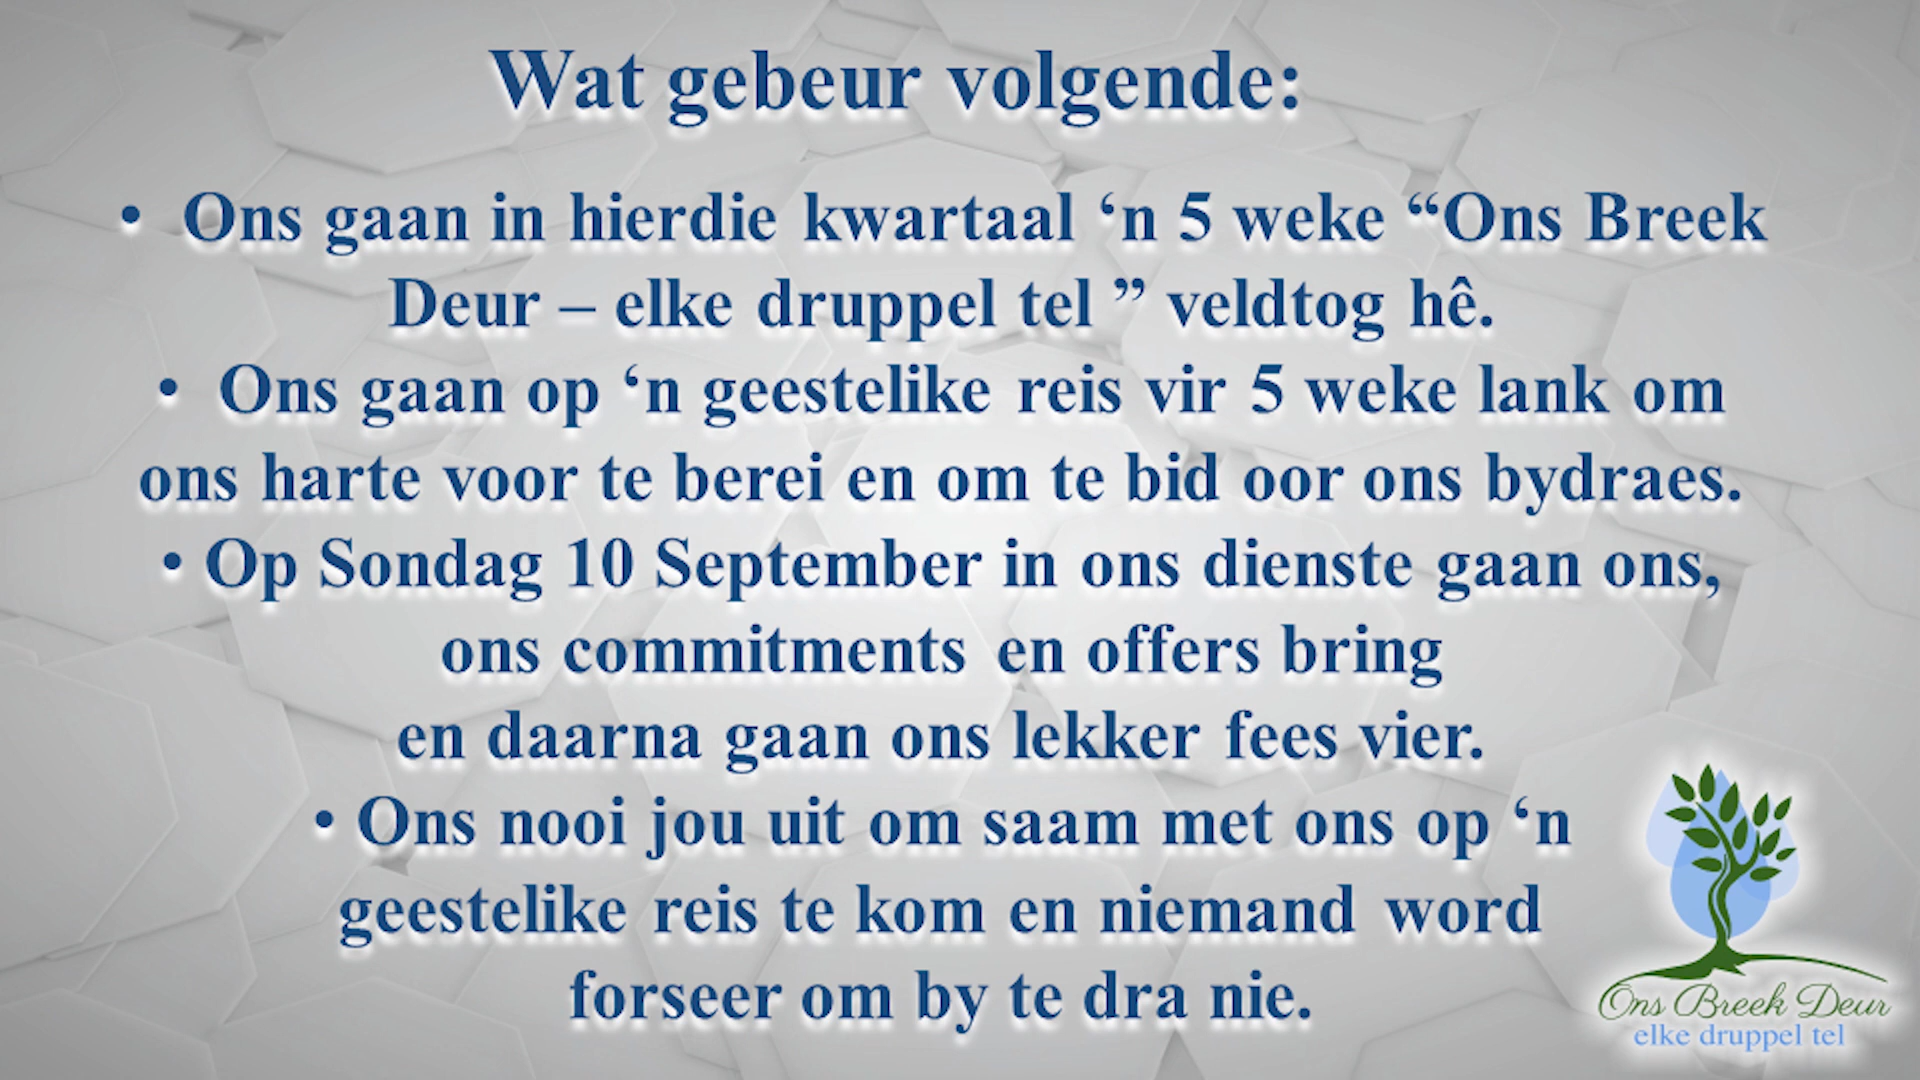 Wat gebeur volgende:
• Ons gaan in hierdie kwartaal ‘n 5 weke “Ons Breek
Deur – elke druppel tel ” veldtog hê.
• Ons gaan op ‘n geestelike reis vir 5 weke lank om
ons harte voor te berei en om te bid oor ons bydraes.
• Op Sondag 10 September in ons dienste gaan ons,
ons commitments en offers bring
en daarna gaan ons lekker fees vier.
• Ons nooi jou uit om saam met ons op ‘n
geestelike reis te kom en niemand word
forseer om by te dra nie.
Ons Breek Deur
elke druppel tel